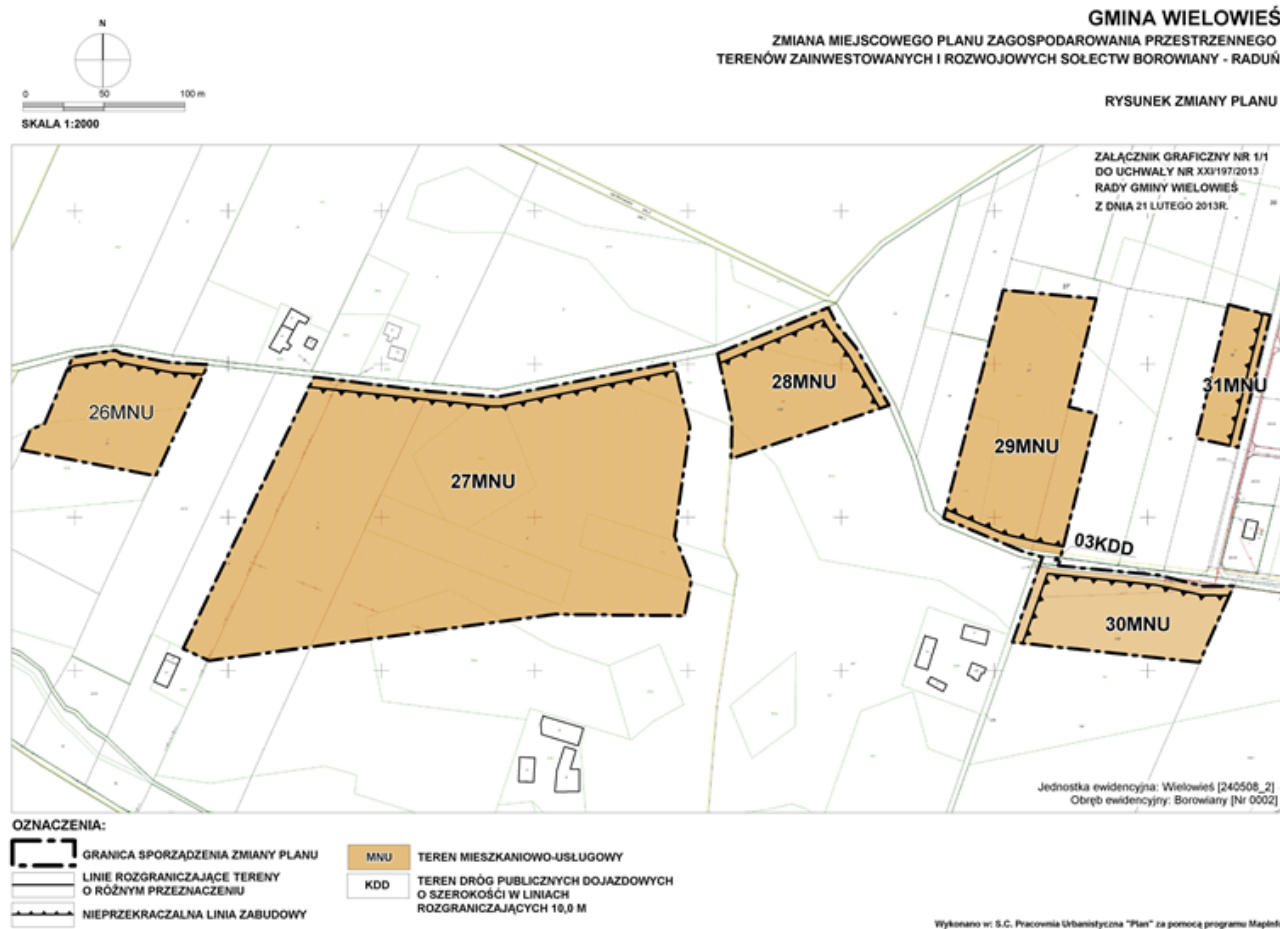 GMINA WIELOWIEŚ
ZMIANA MIEJSCOWEGO PLANU ZAGOSPODAROWANIA PRZESTRZENNEGO
TERENÓW ZAINWESTOWANYCH I ROZWOJOWYCH SOŁECTW BOROWIANY - RADUŃ
RYSUNEK ZMIANY PLANU
N
0 50 100 m
SKALA 1:2000
ZAŁĄCZNIK GRAFICZNY NR 1/1
DO UCHWAŁY NR XXI/197/2013
RADY GMINY WIELOWIEŚ
Z DNIA 21 LUTEGO 2013R.
26MNU
27MNU
28MNU
29MNU
31MNU
03KDD
30MNU
Jednostka ewidencyjna: Wielowieś [240508_2]
Obręb ewidencyjny: Borowiany [Nr 0002]
OZNACZENIA:
GRANICA SPORZĄDZENIA ZMIANY PLANU
LINIE ROZGRANICZAJĄCE TERENY
O RÓŻNYM PRZEZNACZENIU
NIEPRZEKRACZALNA LINIA ZABUDOWY
MNU TEREN MIESZKANIOWO-USŁUGOWY
KDD TEREN DRÓG PUBLICZNYCH DOJAZDOWYCH
O SZEROKOŚCI W LINIACH
ROZGRANICZAJĄCYCH 10,0 M
Wykonano w: S.C. Pracownia Urbanistyczna "Plan" za pomocą programu MapInfo